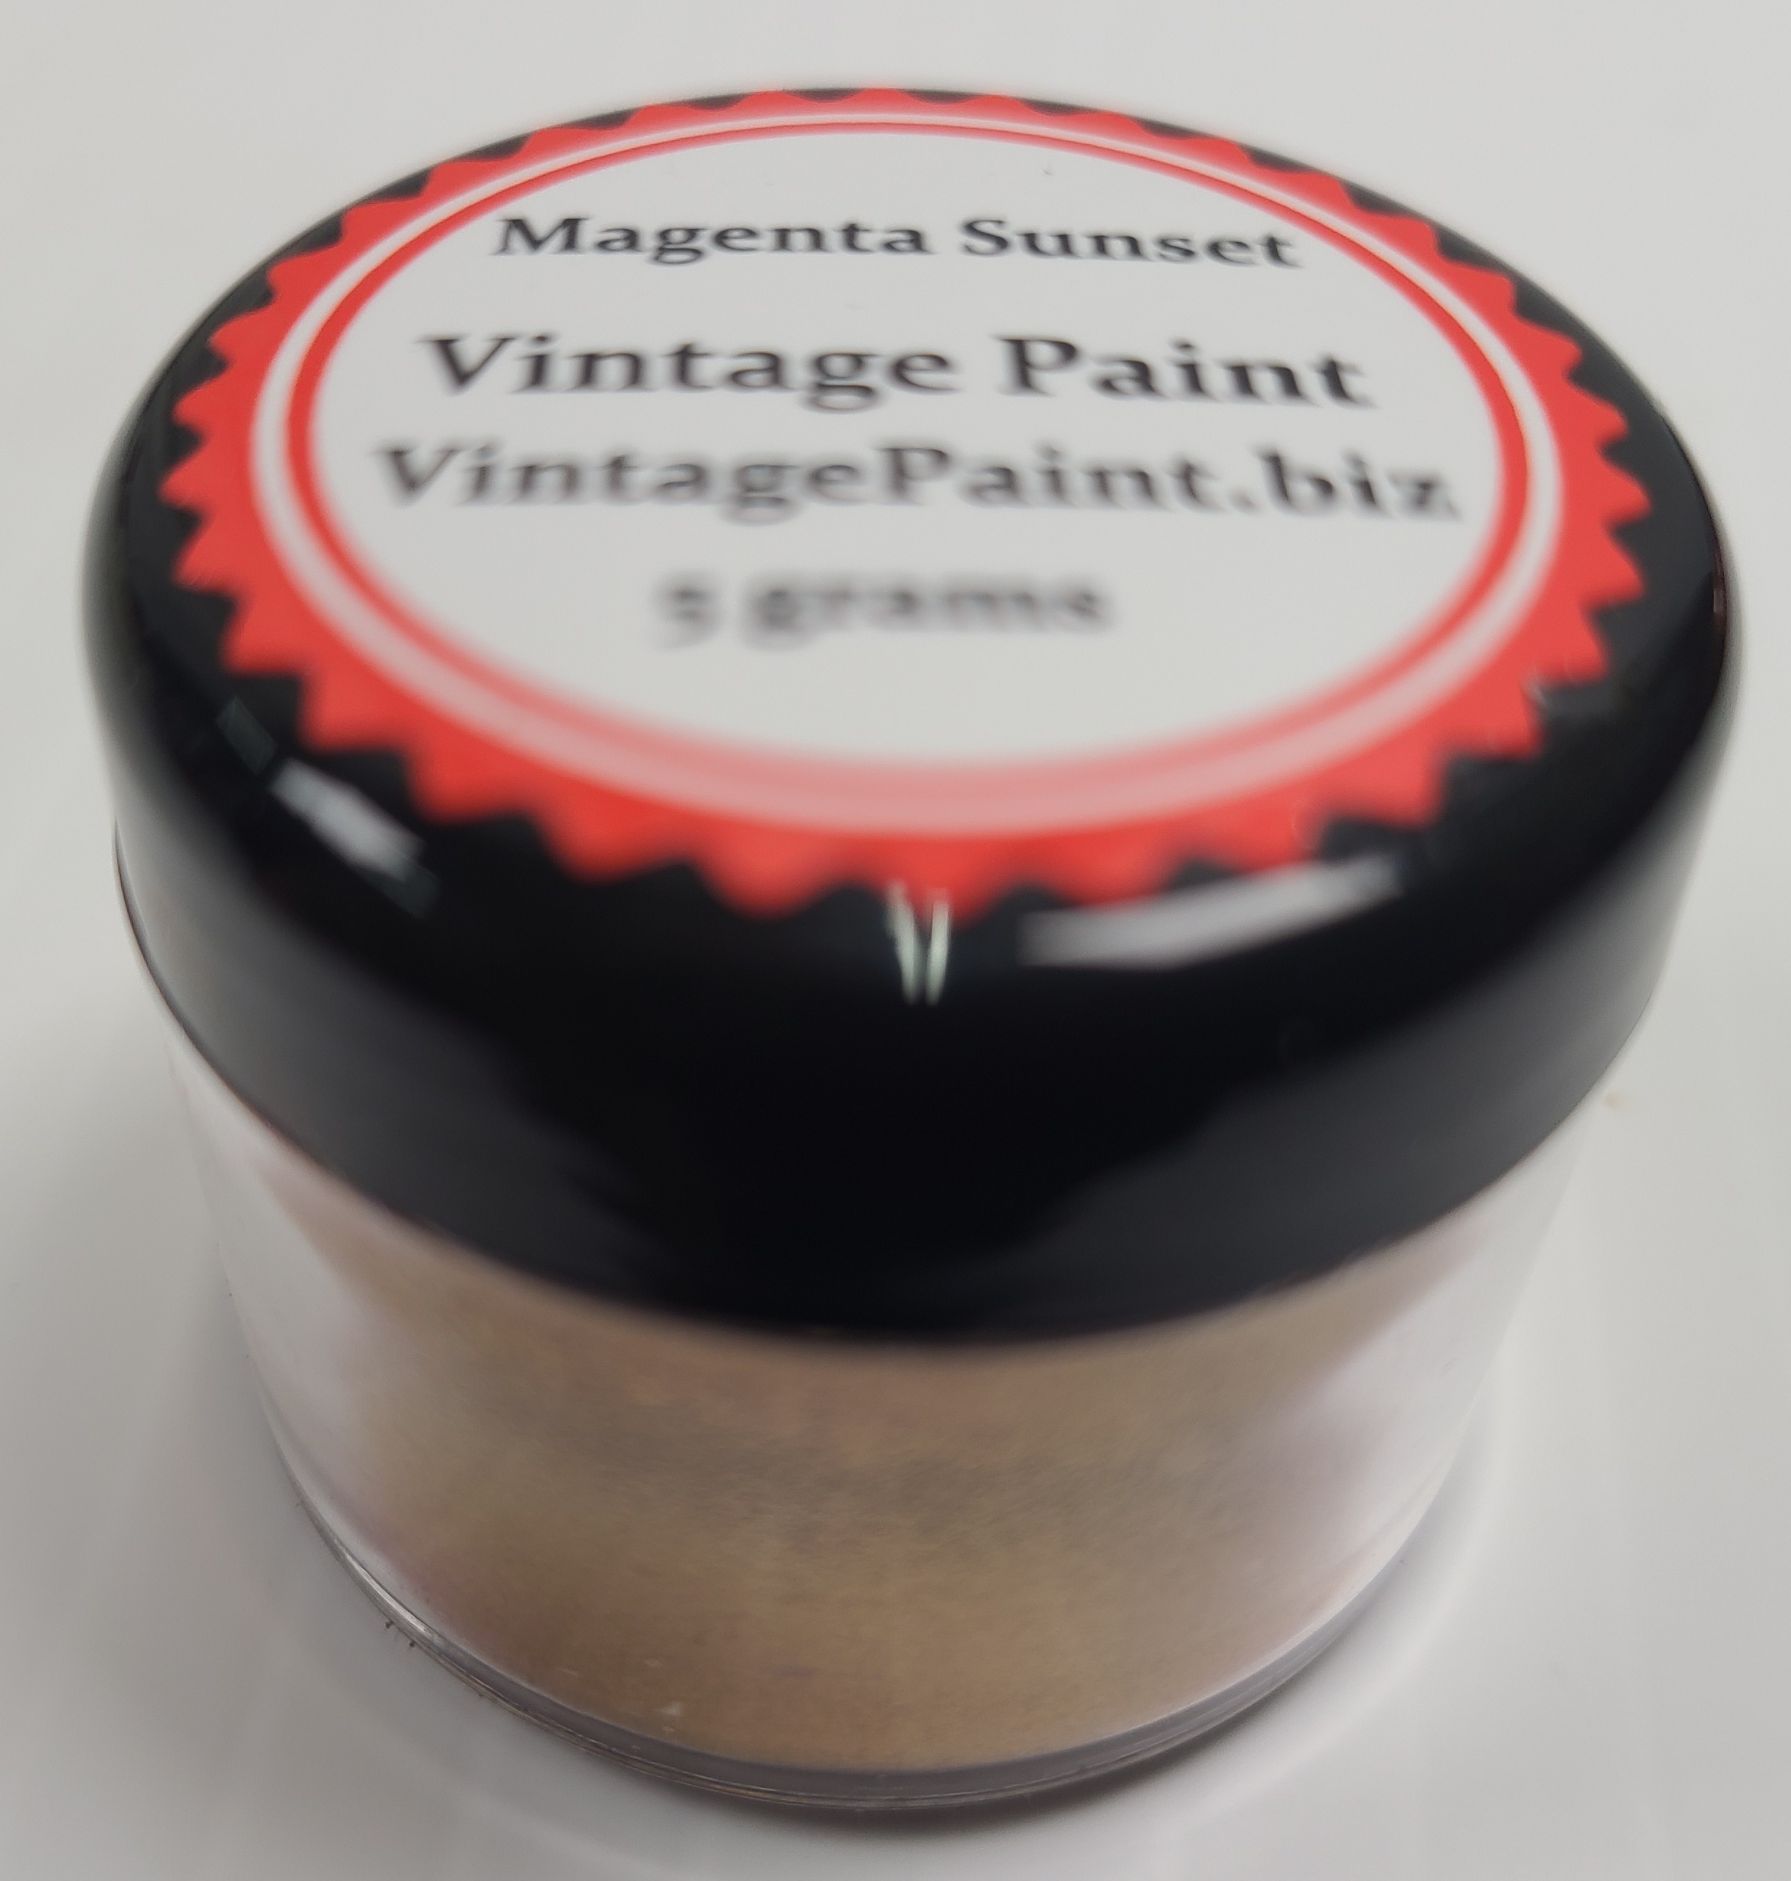 Magenta Sunset
Vintage Paint
VintagePaint.biz
5 grams